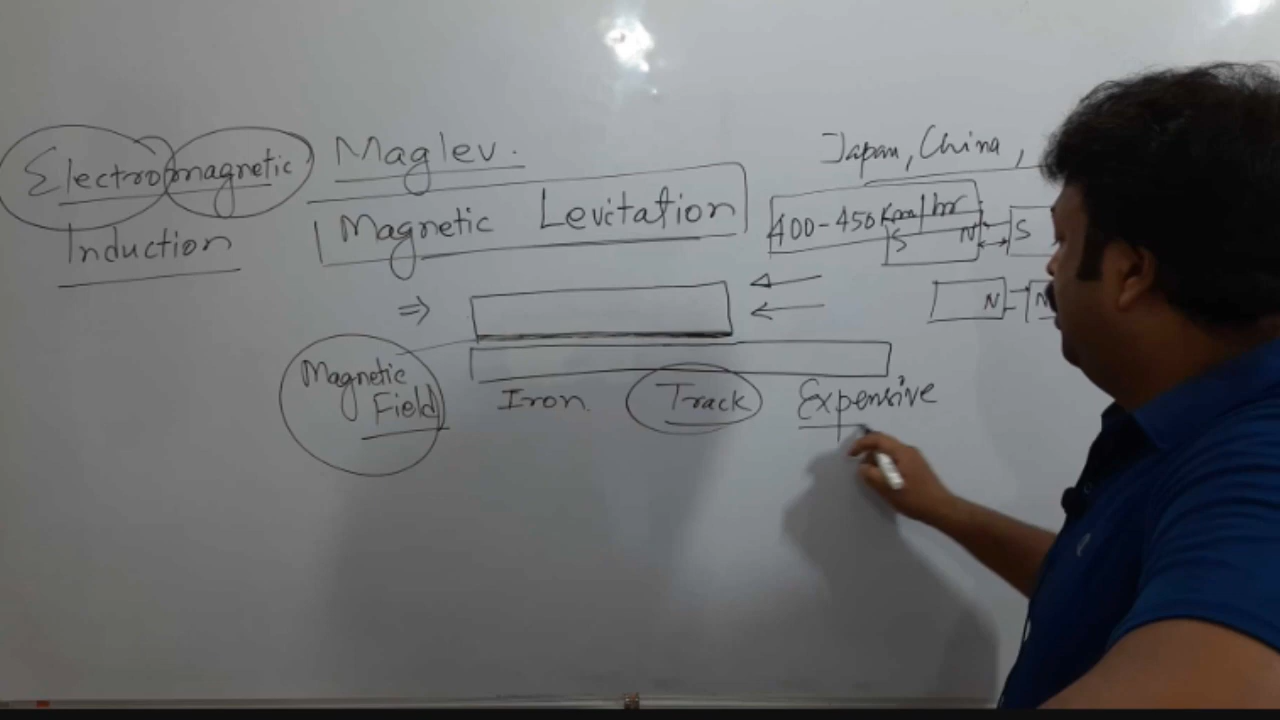 Electromagnetic
Induction
Maglev.
Magnetic Levitation
Japan, China,
400-450 Km/hr
S N S
N N
Magnetic
Field
Iron. Track Expensive